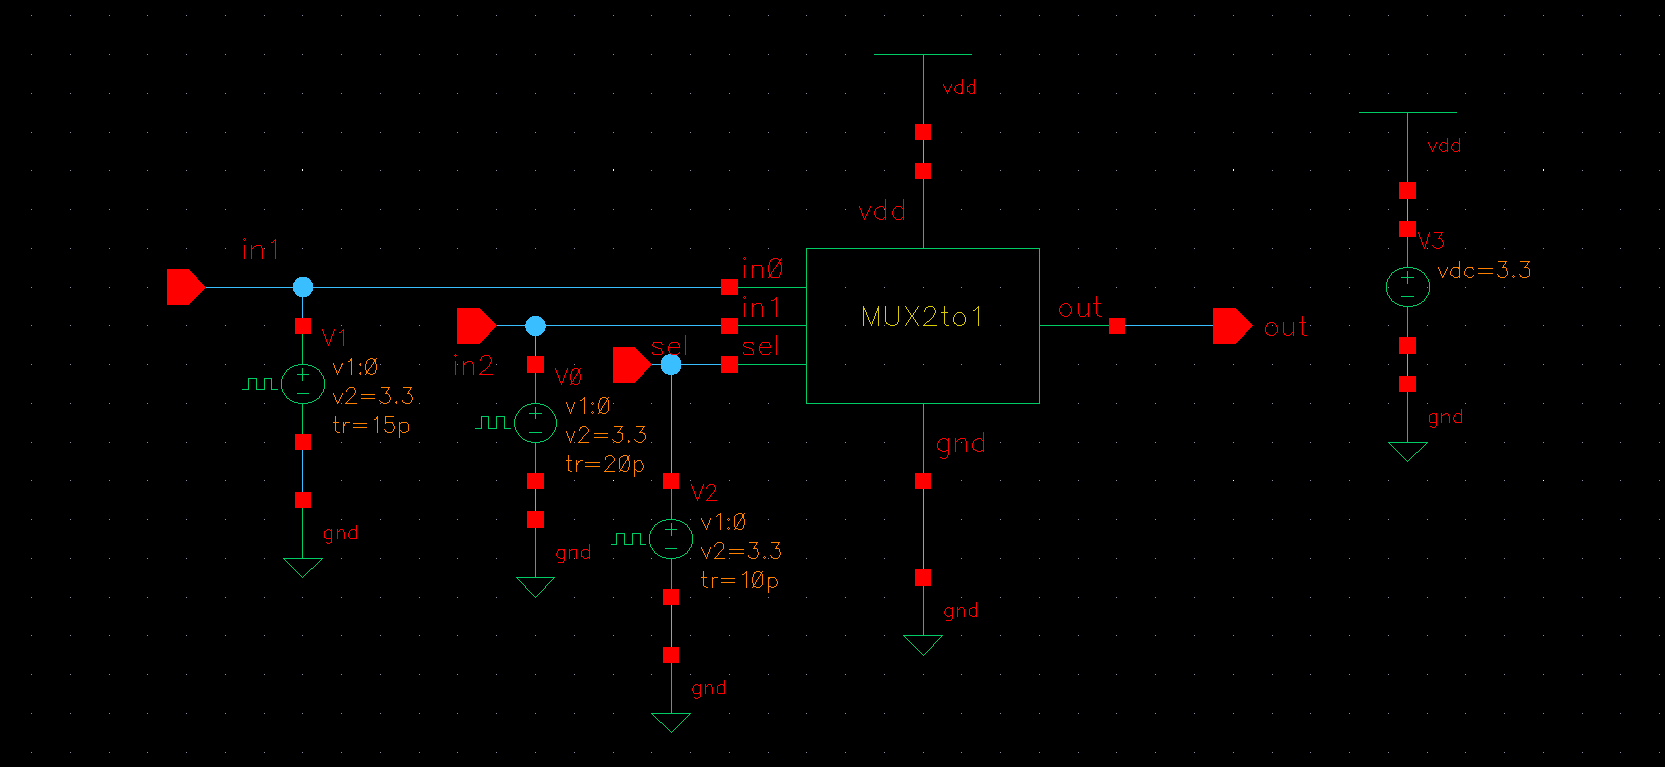 vdd
vdd
vdd
in1
in0
V3
vdc=3.3
in1
MUX2to1
out
out
V1
v1:0
v2=3.3
tr=15p
in2
sel
sel
V0
v1:0
v2=3.3
tr=20p
gnd
gnd
V2
v1:0
v2=3.3
tr=10p
gnd
gnd
gnd
gnd